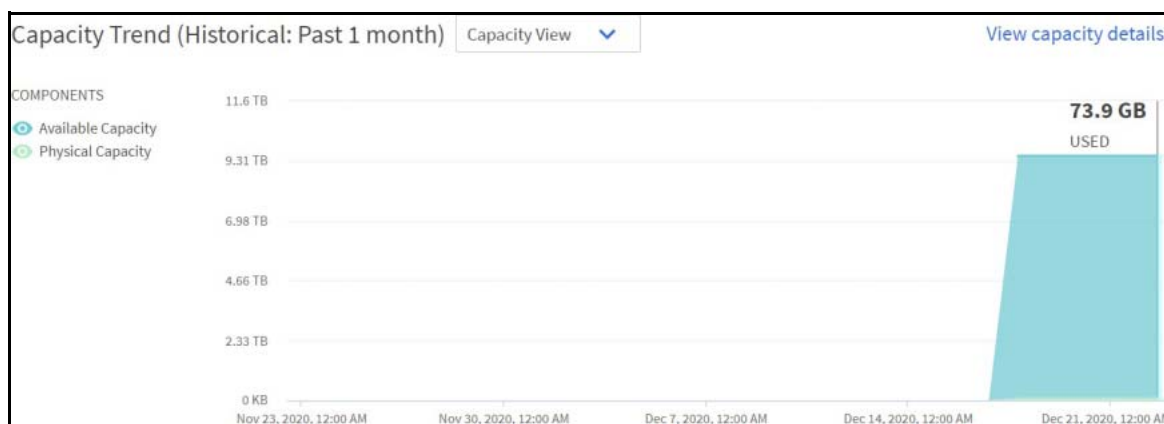 Capacity Trend (Historical: Past 1 month)
Capacity View
View capacity details
COMPONENTS
Available Capacity
Physical Capacity
11.6 TB
9.31 TB
6.98 TB
4.66 TB
2.33 TB
0 KB
73.9 GB
USED
Nov 23, 2020, 12:00 AM
Nov 30, 2020, 12:00 AM
Dec 7, 2020, 12:00 AM
Dec 14, 2020, 12:00 AM
Dec 21, 2020, 12:00 AM